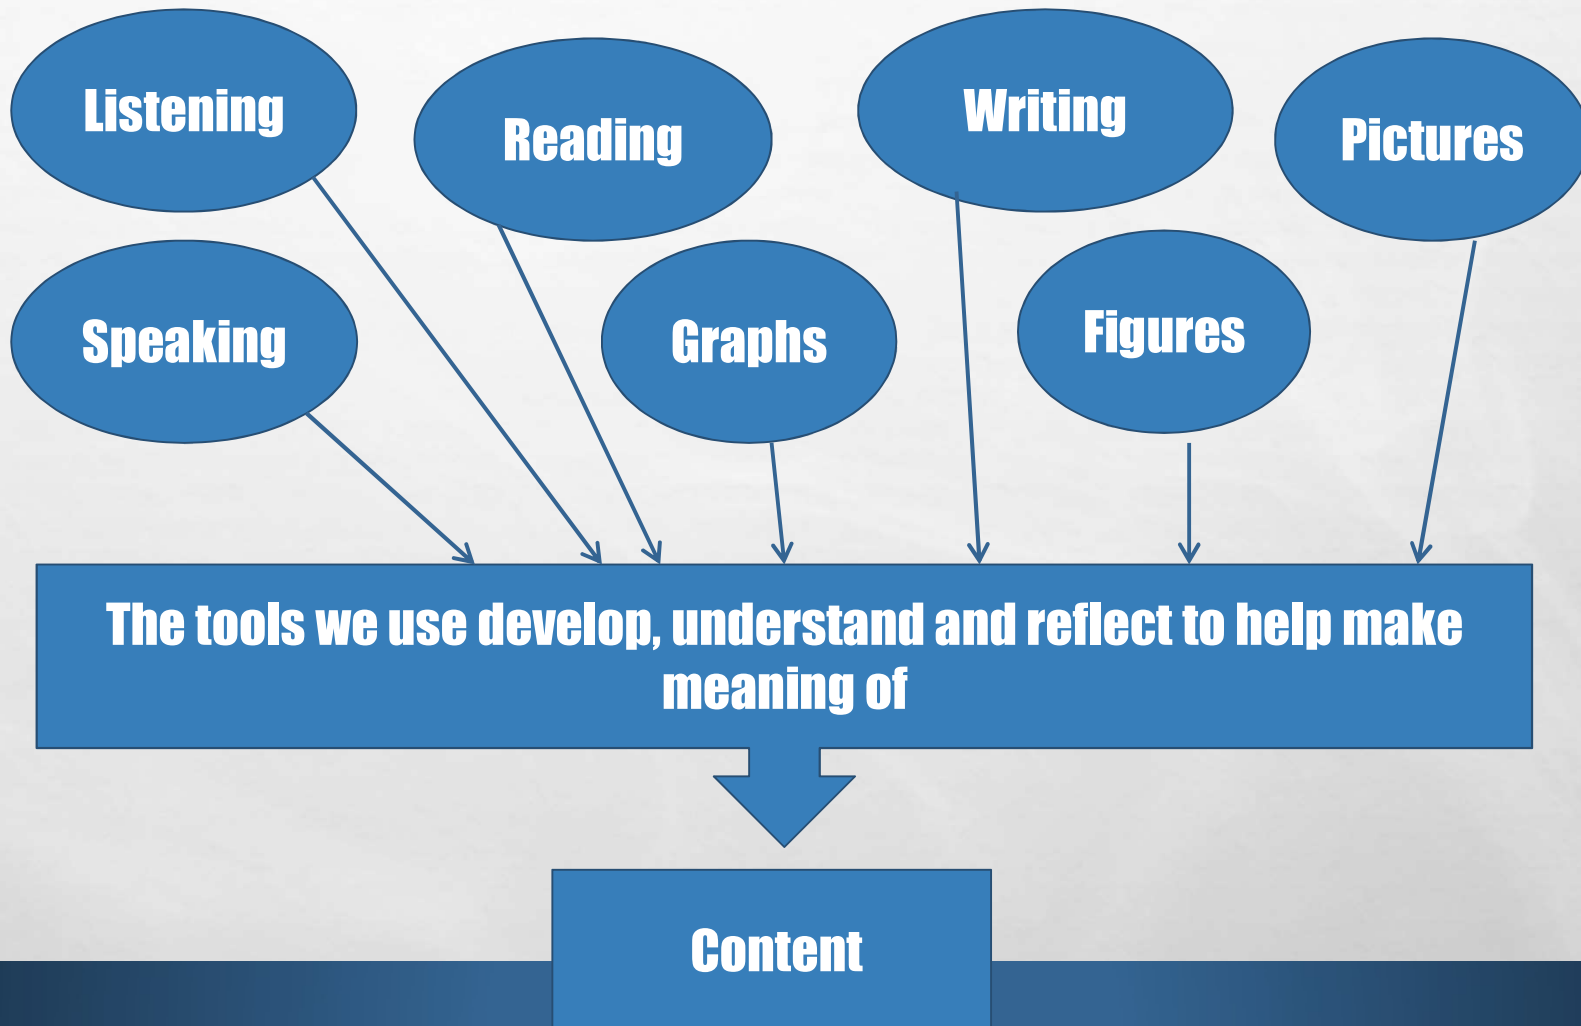 Listening
Reading
Writing
Pictures
Speaking
Graphs
Figures
The tools we use develop, understand and reflect to help make
meaning of
Content